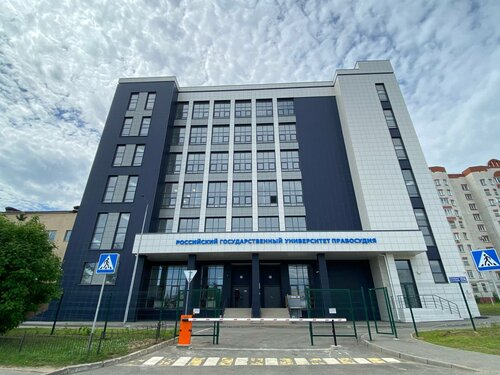 РОССИЙСКИЙ ГОСУДАРСТВЕННЫЙ УНИВЕРСИТЕТ ПРАВОСУДИЯ